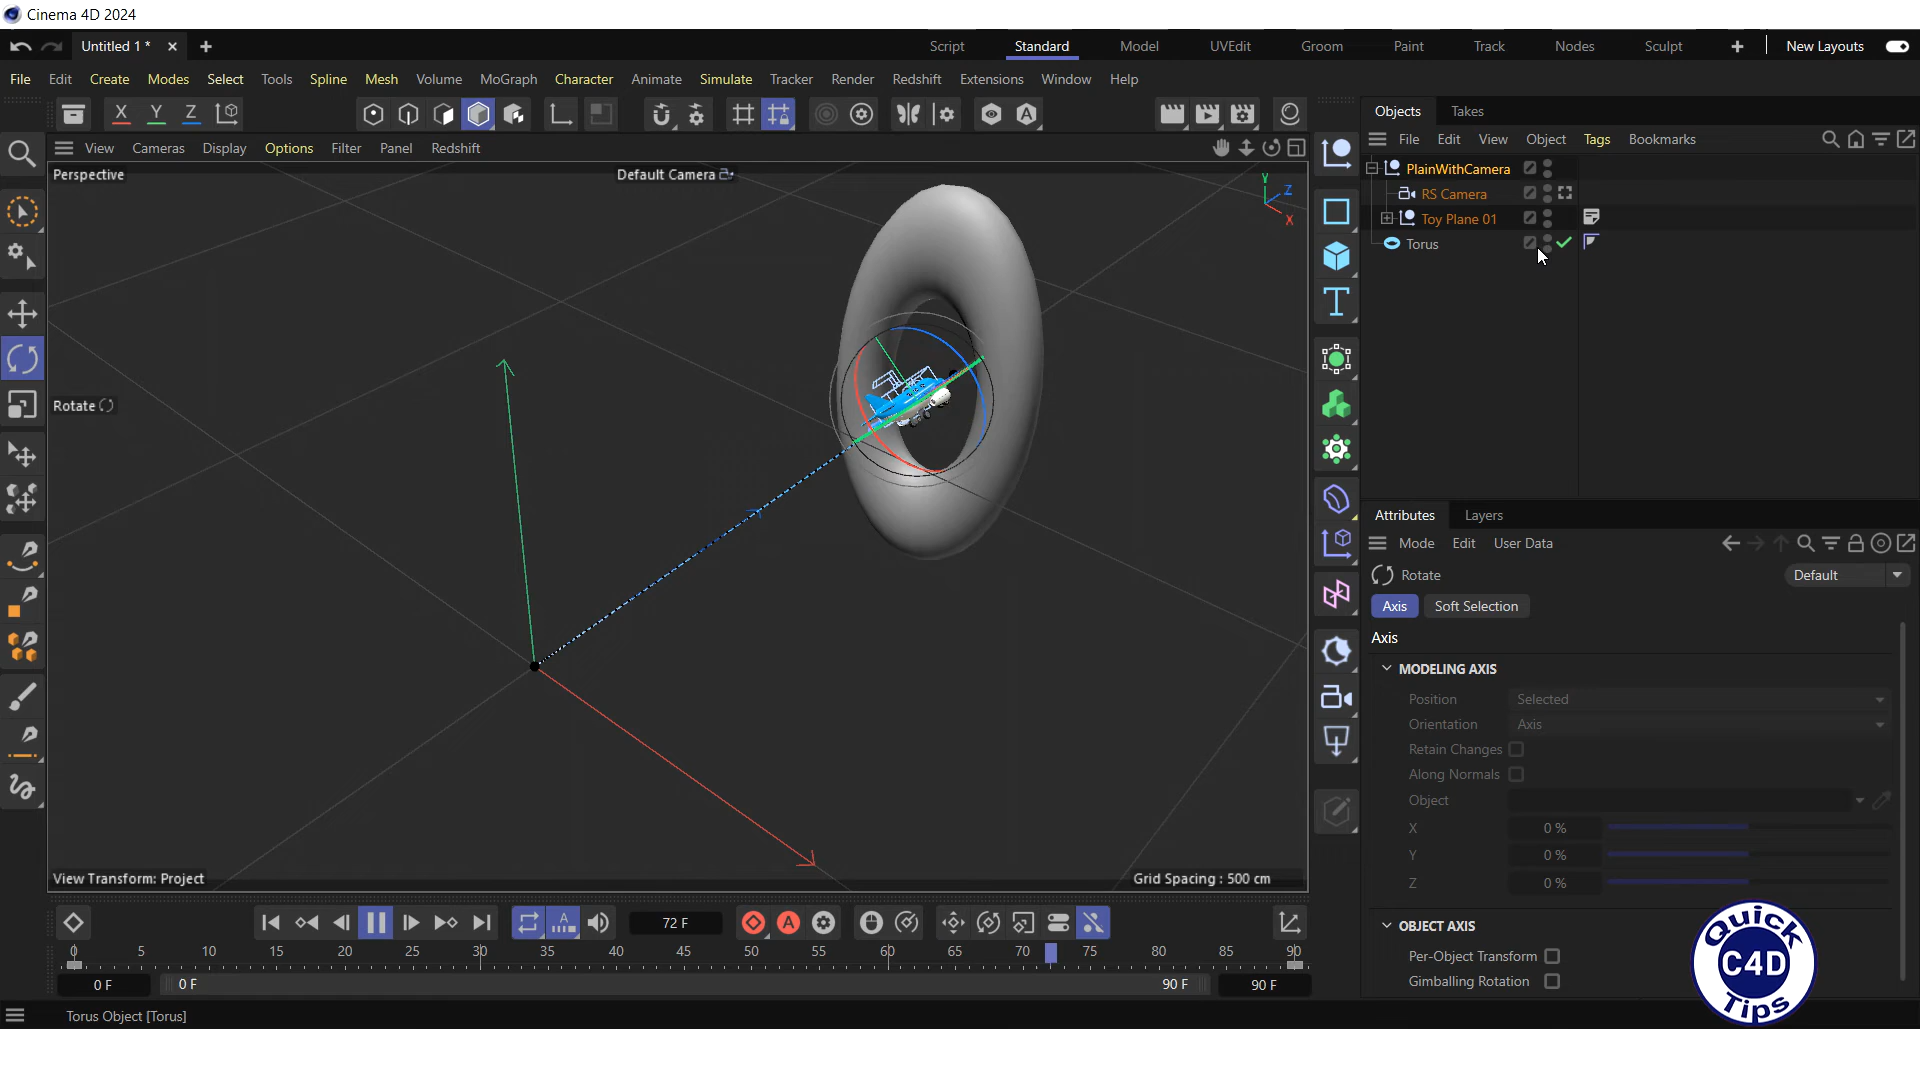 Cinema 4D 2024
Untitled 1 *
Script Standard Model UVEdit Groom Paint Track Nodes Sculpt New Layouts
File Edit Create Modes Select Tools Spline Mesh Volume MoGraph Character Animate Simulate Tracker Render Redshift Extensions Window Help
X Y Z
Objects Takes
View Cameras Display Options Filter Panel Redshift
File Edit View Object Tags Bookmarks
Perspective
Default Camera
Y
Z
X
PlainWithCamera
RS Camera
Toy Plane 01
Torus
Rotate
Attributes Layers
Mode Edit User Data
Rotate
Default
Axis Soft Selection
Axis
MODELING AXIS
Position Selected
Orientation Axis
Retain Changes
Along Normals
Object
X 0 %
Y 0 %
Z 0 %
View Transform: Project
Grid Spacing : 500 cm
OBJECT AXIS
Per-Object Transform
Gimballing Rotation
72 F
0 5 10 15 20 25 30 35 40 45 50 55 60 65 70 75 80 85 90
0 F 0 F 90 F 90 F
Torus Object [Torus]
Quick
C4D
Tips